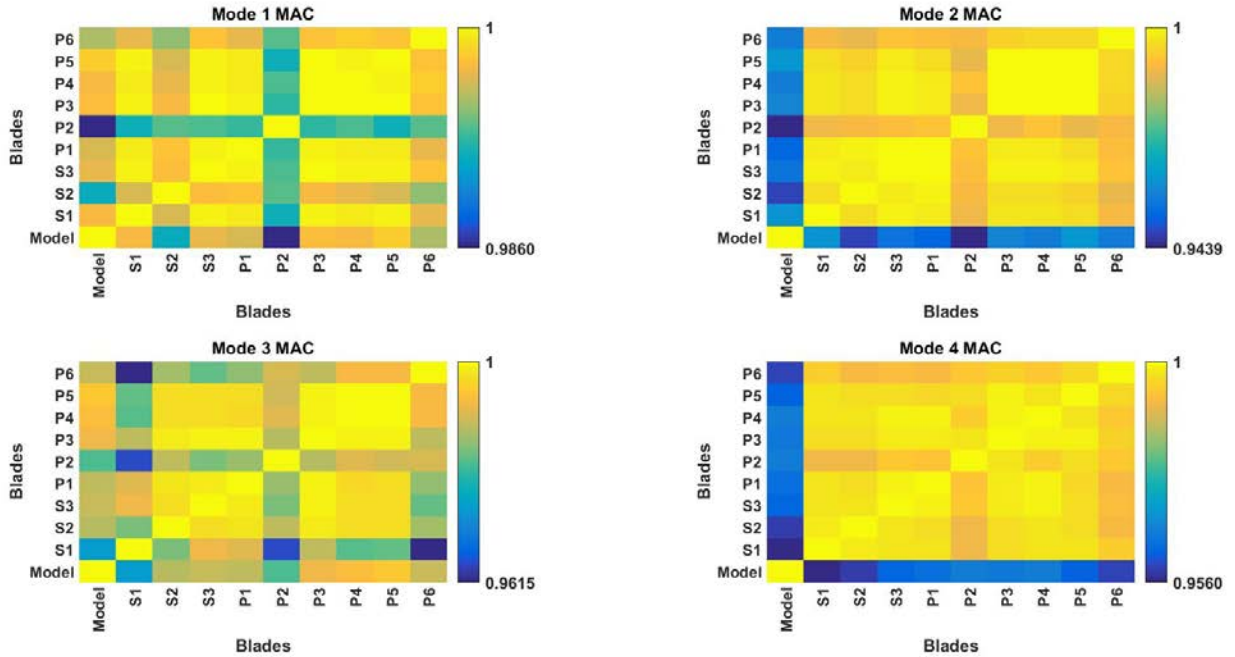 Mode 1 MAC
P6
P5
P4
P3
P2
P1
S3
S2
S1
Model
Blades
Model S1 S2 S3 P1 P2 P3 P4 P5 P6
Blades
1
0.9860
Mode 2 MAC
P6
P5
P4
P3
P2
P1
S3
S2
S1
Model
Blades
Model S1 S2 S3 P1 P2 P3 P4 P5 P6
Blades
1
0.9439
Mode 3 MAC
P6
P5
P4
P3
P2
P1
S3
S2
S1
Model
Blades
Model S1 S2 S3 P1 P2 P3 P4 P5 P6
Blades
1
0.9615
Mode 4 MAC
P6
P5
P4
P3
P2
P1
S3
S2
S1
Model
Blades
Model S1 S2 S3 P1 P2 P3 P4 P5 P6
Blades
1
0.9560